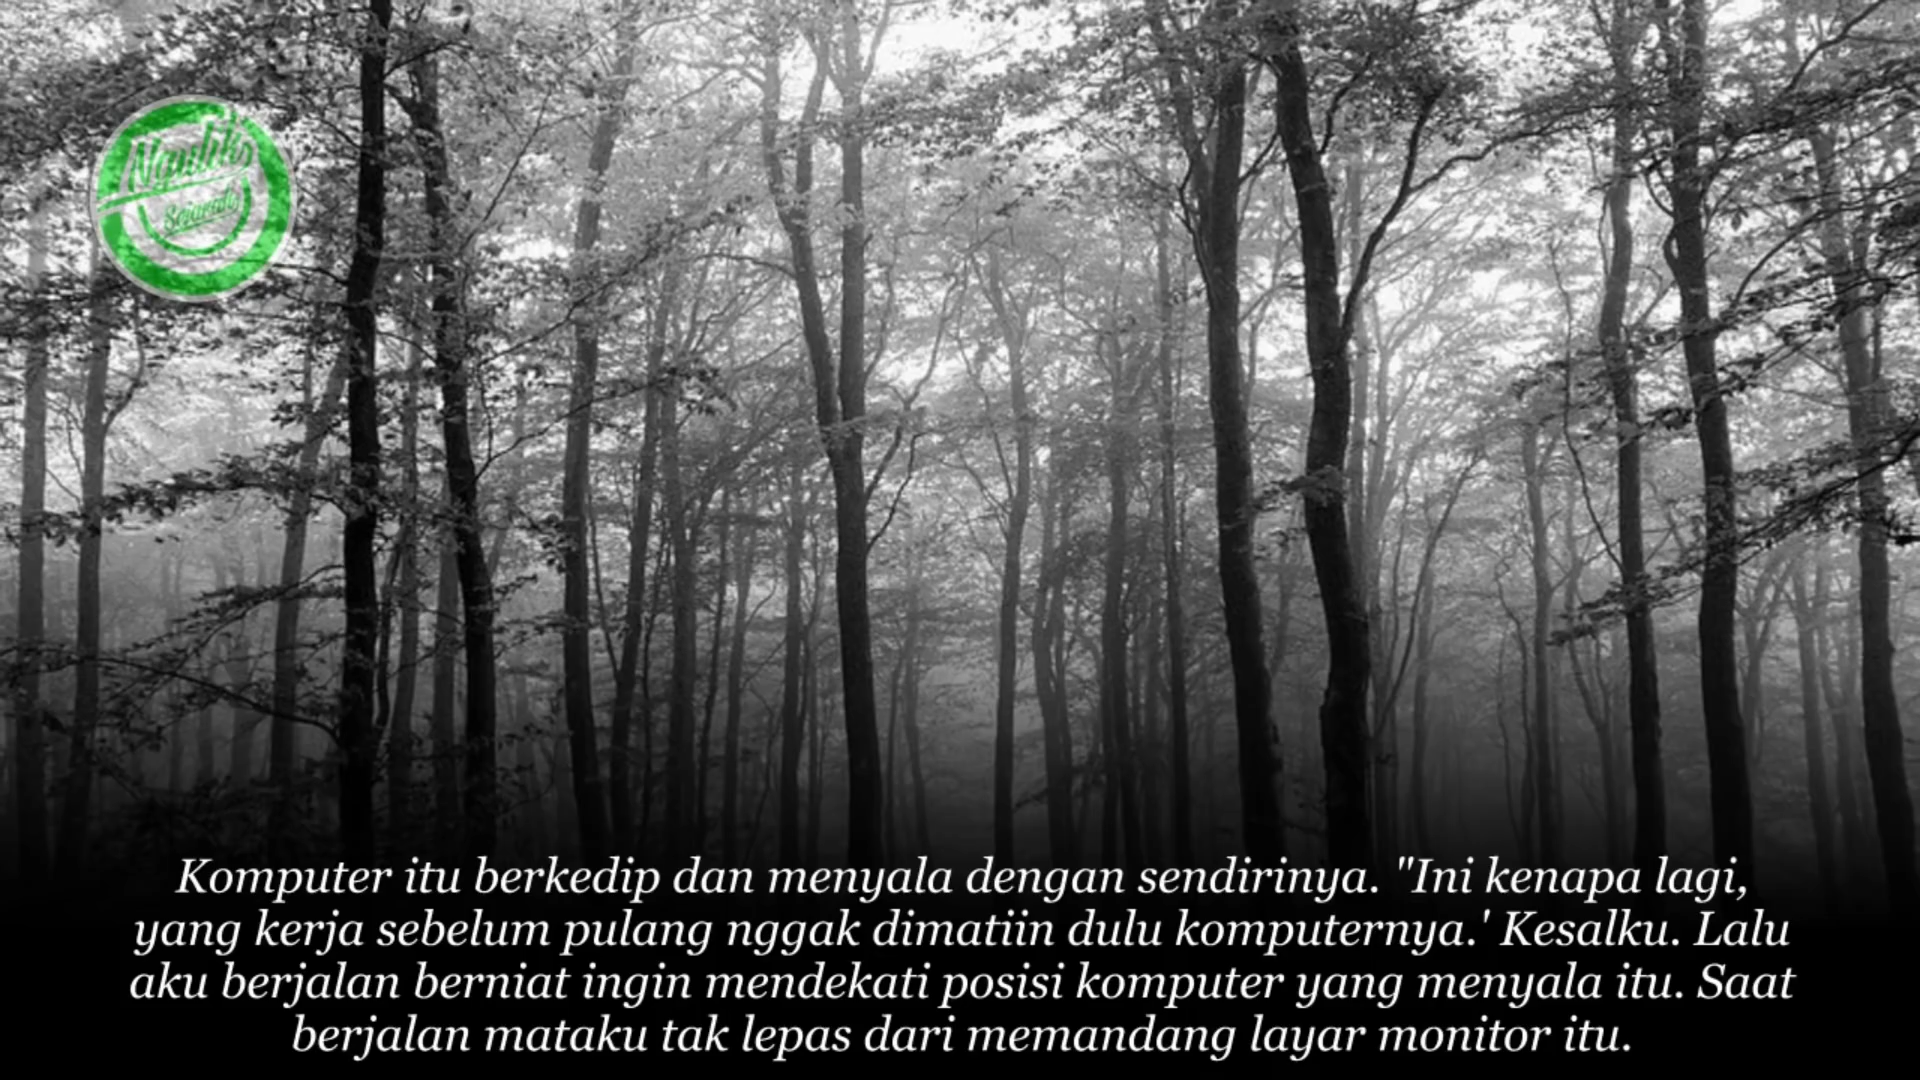 Ngulik
Sejarah
Komputer itu berkedip dan menyala dengan sendirinya. "Ini kenapa lagi,
yang kerja sebelum pulang nggak dimatiin dulu komputernya.' Kesalku. Lalu
aku berjalan berniat ingin mendekati posisi komputer yang menyala itu. Saat
berjalan mataku tak lepas dari memandang layar monitor itu.